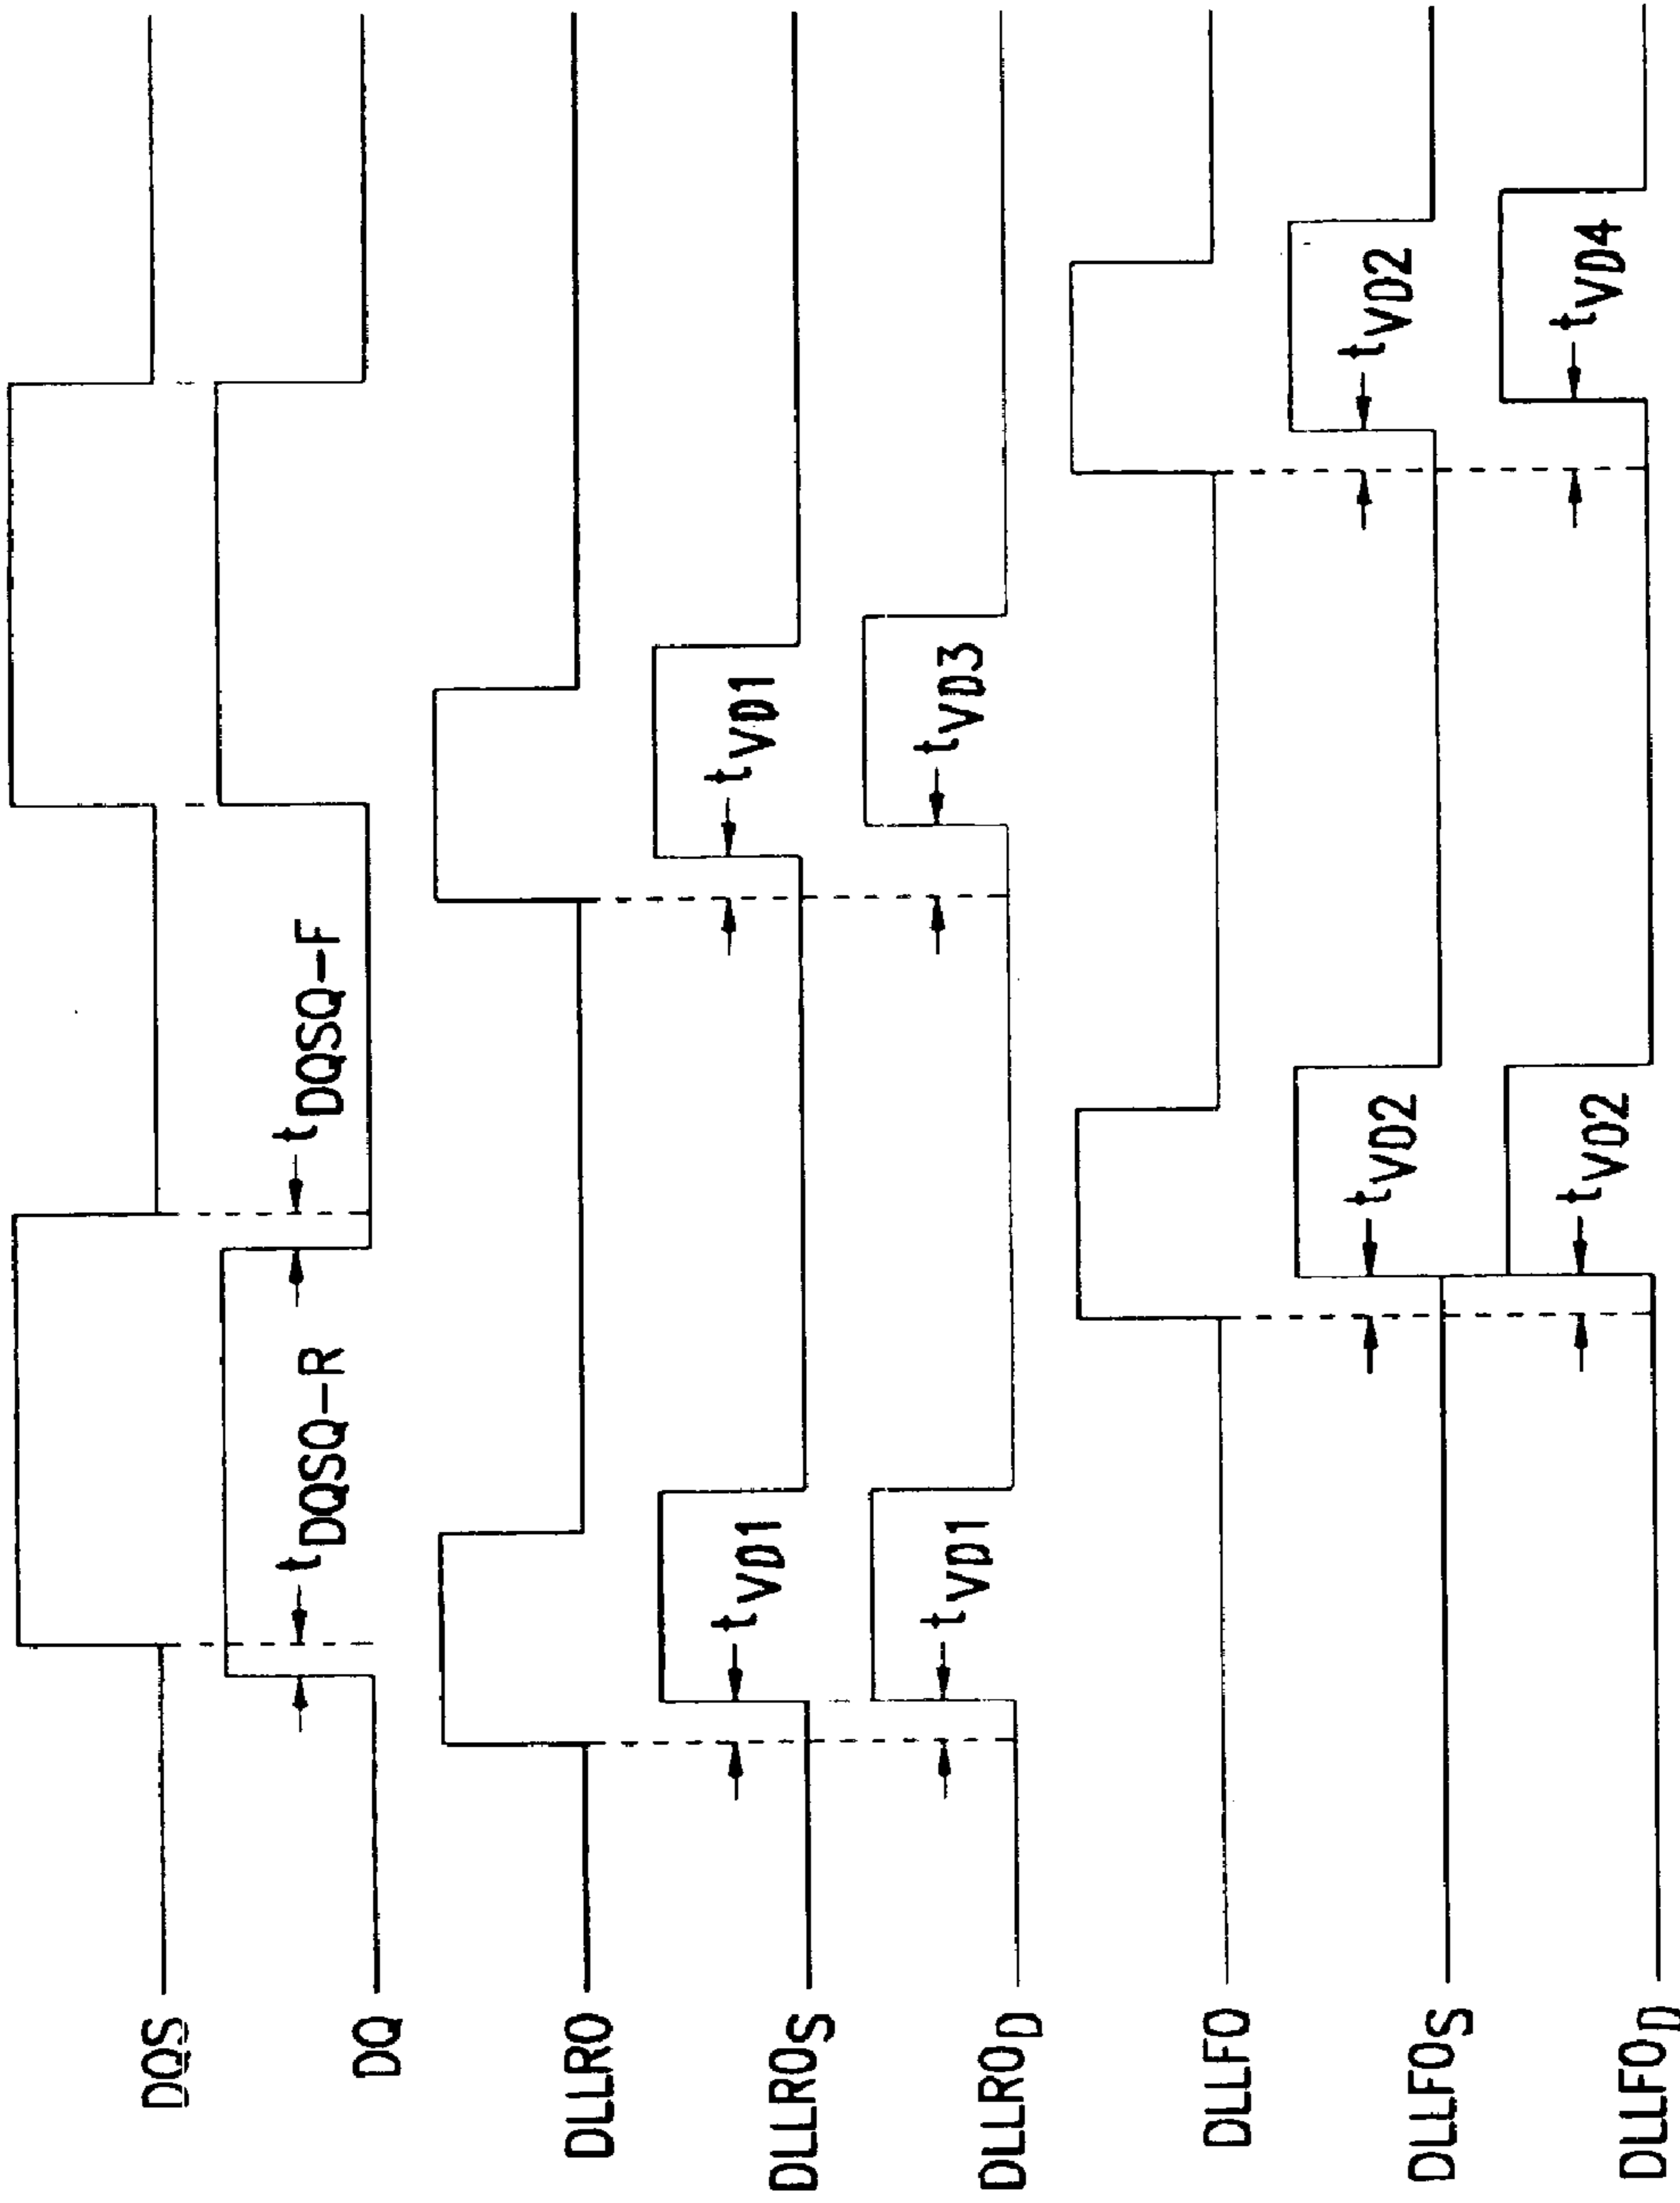 DQS
DQ
tDQSQ-R
tDQSQ-F
DLLRO
DLLROS
tVD1
tVD1
DLLROD
tVD1
tVD3
DLLFO
DLLFOS
tVD2
tVD2
DLLFOD
tVD2
tVD4